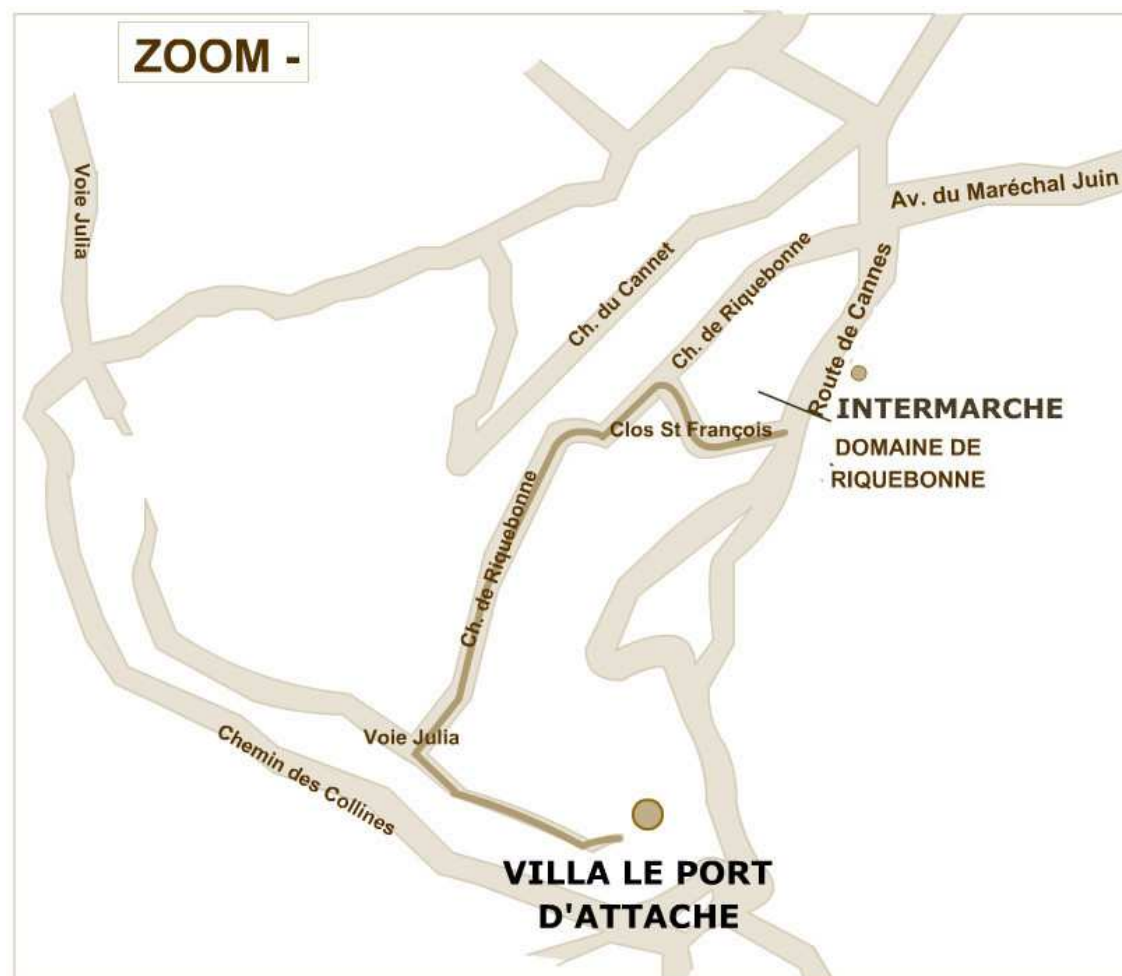 ZOOM -
Voie Julia
Av. du Maréchal Juin
Ch. du Cannet
Ch. de Riquebonne
Route de Cannes
INTERMARCHE
Clos St François
DOMAINE DE
RIQUEBONNE
Ch. de Riquebonne
Voie Julia
Chemin des Collines
VILLA LE PORT
D'ATTACHE